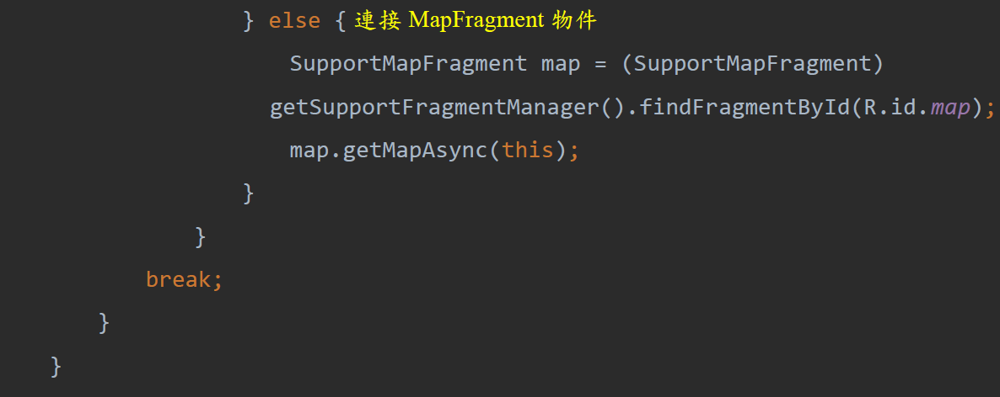 } else { 連接 MapFragment 物件
SupportMapFragment map = (SupportMapFragment)
getSupportFragmentManager().findFragmentById(R.id.map);
map.getMapAsync(this);
}
}
break;
}
}